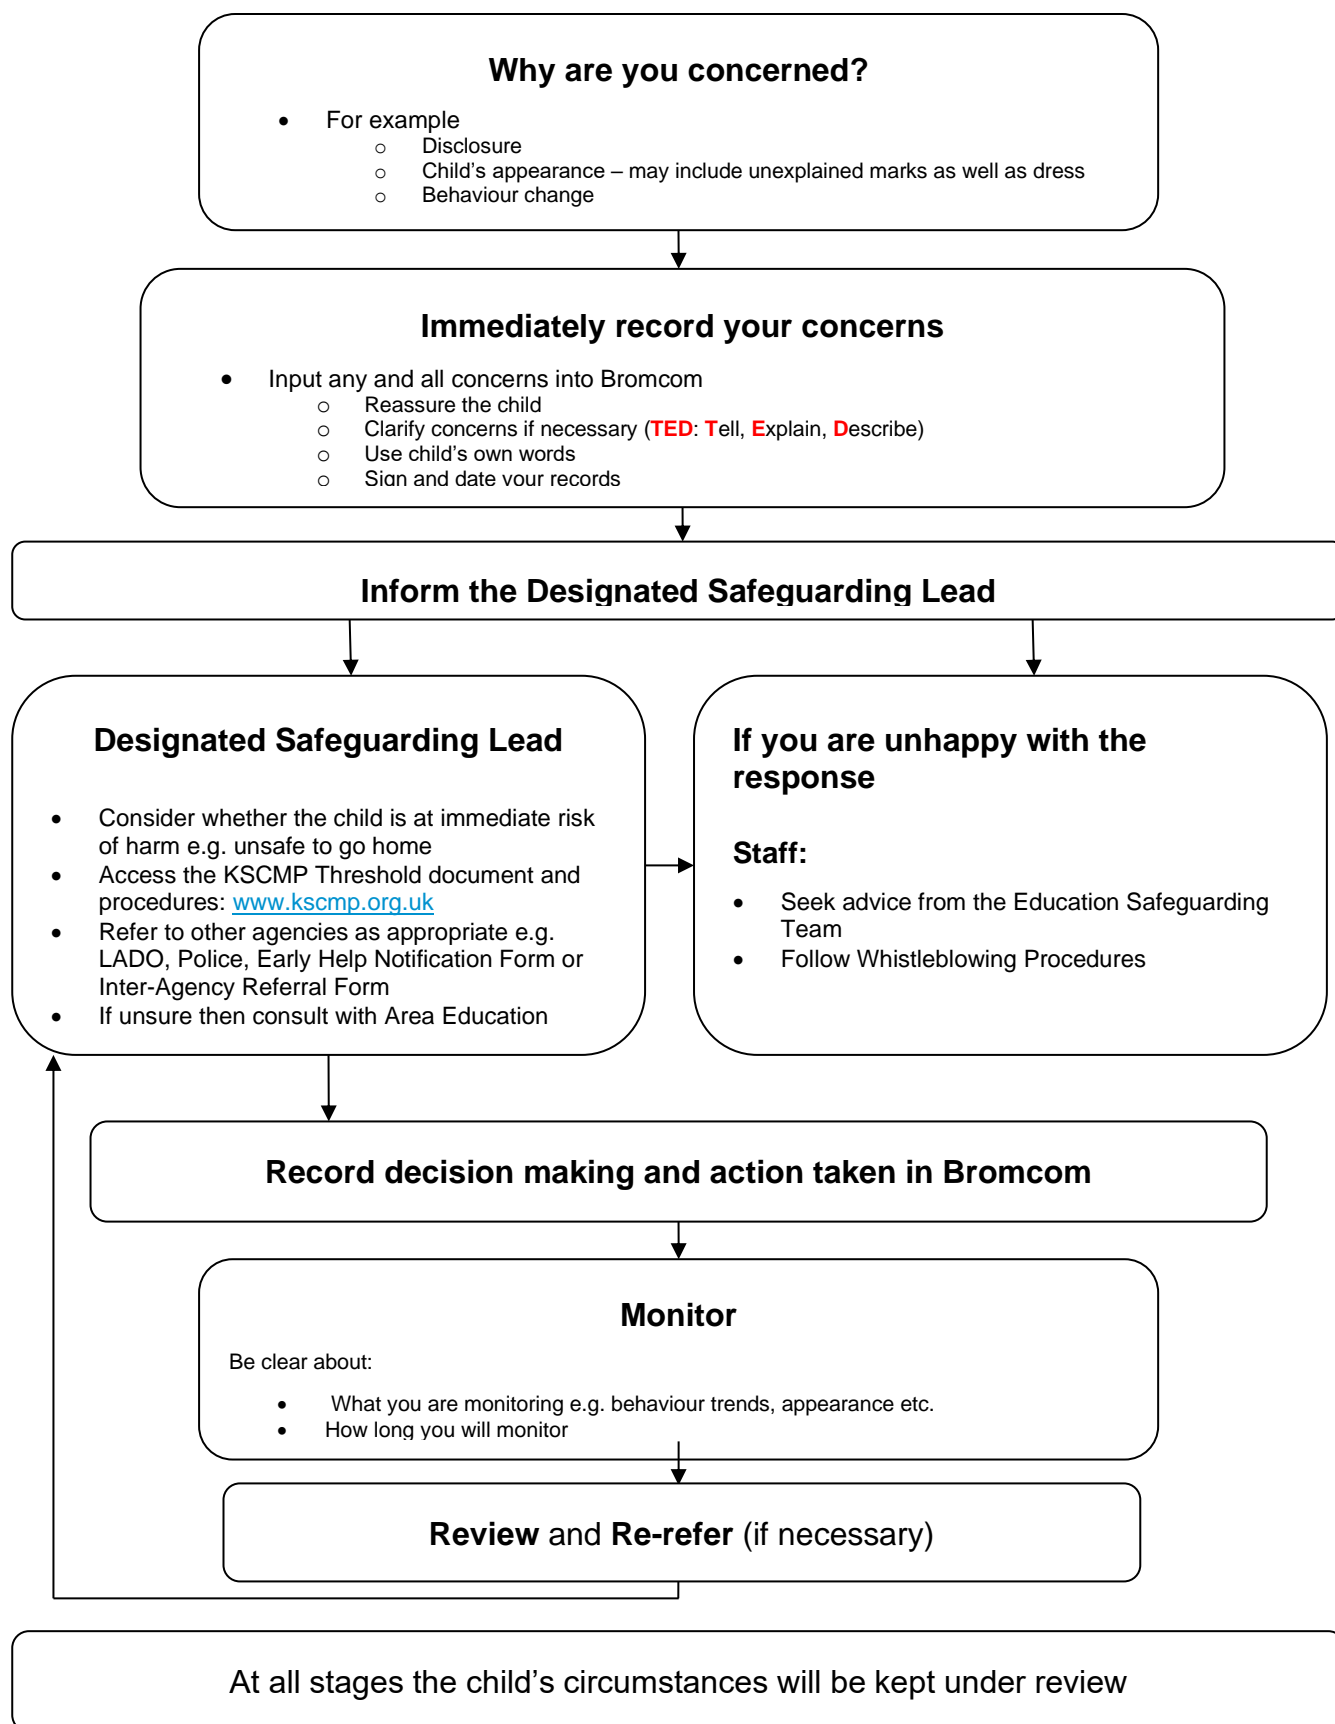 Why are you concerned?
• For example
o Disclosure
o Child’s appearance – may include unexplained marks as well as dress
o Behaviour change
Immediately record your concerns
• Input any and all concerns into Bromcom
o Reassure the child
o Clarify concerns if necessary (TED: Tell, Explain, Describe)
o Use child’s own words
o Sign and date your records
Inform the Designated Safeguarding Lead
Designated Safeguarding Lead
• Consider whether the child is at immediate risk
of harm e.g. unsafe to go home
• Access the KSCMP Threshold document and
procedures: www.kscmp.org.uk
• Refer to other agencies as appropriate e.g.
LADO, Police, Early Help Notification Form or
Inter-Agency Referral Form
• If unsure then consult with Area Education
If you are unhappy with the
response
Staff:
• Seek advice from the Education Safeguarding
Team
• Follow Whistleblowing Procedures
Record decision making and action taken in Bromcom
Monitor
Be clear about:
• What you are monitoring e.g. behaviour trends, appearance etc.
• How long you will monitor
Review and Re-refer (if necessary)
At all stages the child’s circumstances will be kept under review